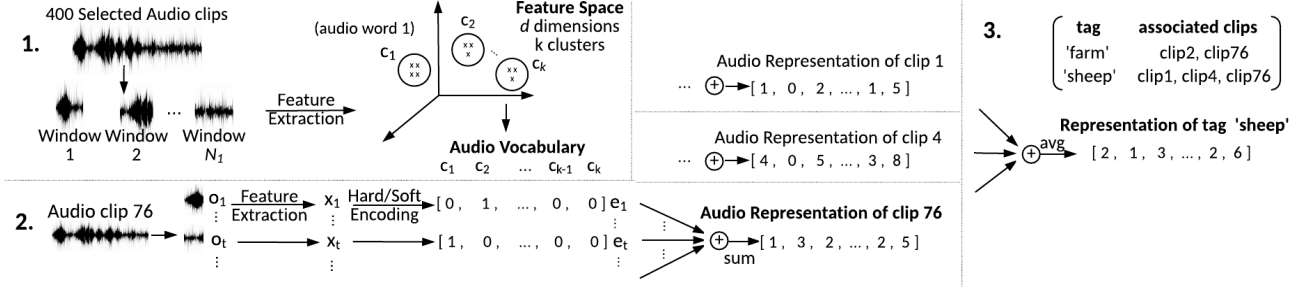 1.
400 Selected Audio clips
Window 1
Window 2
...
Window N1
Feature
Extraction
(audio word 1)
c1
c2
ck
x x
x x
x x
x
x x
x
Feature Space
d dimensions
k clusters
Audio Vocabulary
c1 c2 ... ck-1 ck
2.
Audio clip 76
o1 Feature Extraction x1 Hard/Soft Encoding [ 0 , 1 , ..., 0 , 0 ] e1
ot xt [ 1 , 0 , ..., 0 , 0 ] et
Audio Representation of clip 1
... + [ 1 , 0 , 2 , ..., 1 , 5 ]
Audio Representation of clip 4
... + [ 4 , 0 , 5 , ..., 3 , 8 ]
Audio Representation of clip 76
+ [ 1 , 3 , 2 , ..., 2 , 5 ]
sum
3.
tag associated clips
'farm' clip2, clip76
'sheep' clip1, clip4, clip76
Representation of tag 'sheep'
+ avg [ 2 , 1 , 3 , ..., 2 , 6 ]